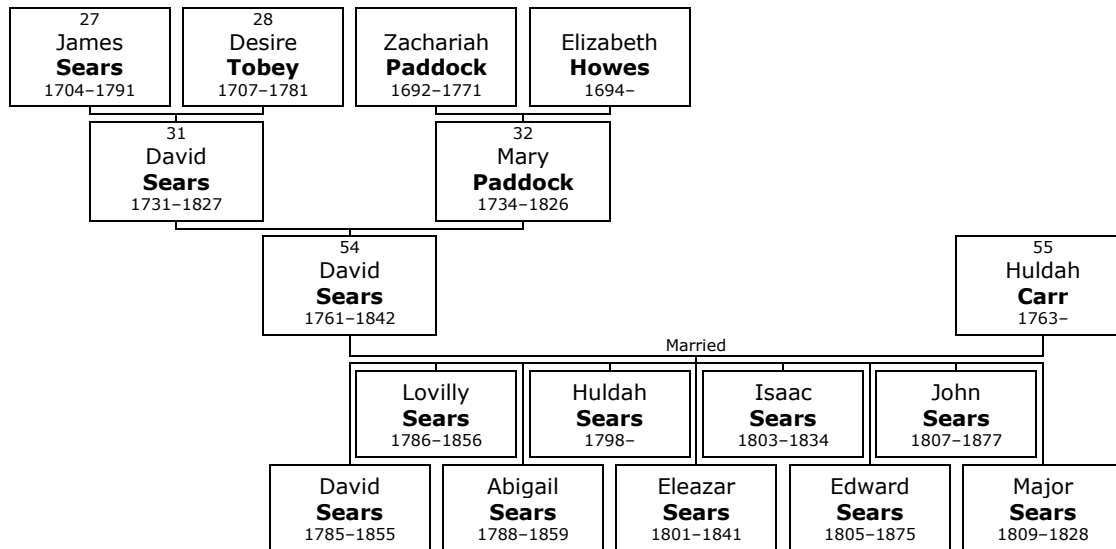 27
James
Sears
1704–1791
28
Desire
Tobey
1707–1781
Zachariah
Paddock
1692–1771
Elizabeth
Howes
1694–
31
David
Sears
1731–1827
32
Mary
Paddock
1734–1826
54
David
Sears
1761–1842
55
Huldah
Carr
1763–
Married
Lovilly
Sears
1786–1856
Huldah
Sears
1798–
Isaac
Sears
1803–1834
John
Sears
1807–1877
David
Sears
1785–1855
Abigail
Sears
1788–1859
Eleazar
Sears
1801–1841
Edward
Sears
1805–1875
Major
Sears
1809–1828